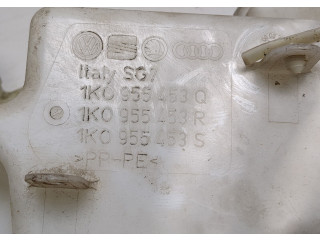 Italy SG7
1K0 955 453 Q
1K0 955 453 R
1K0 955 453 S
>PP-PE<